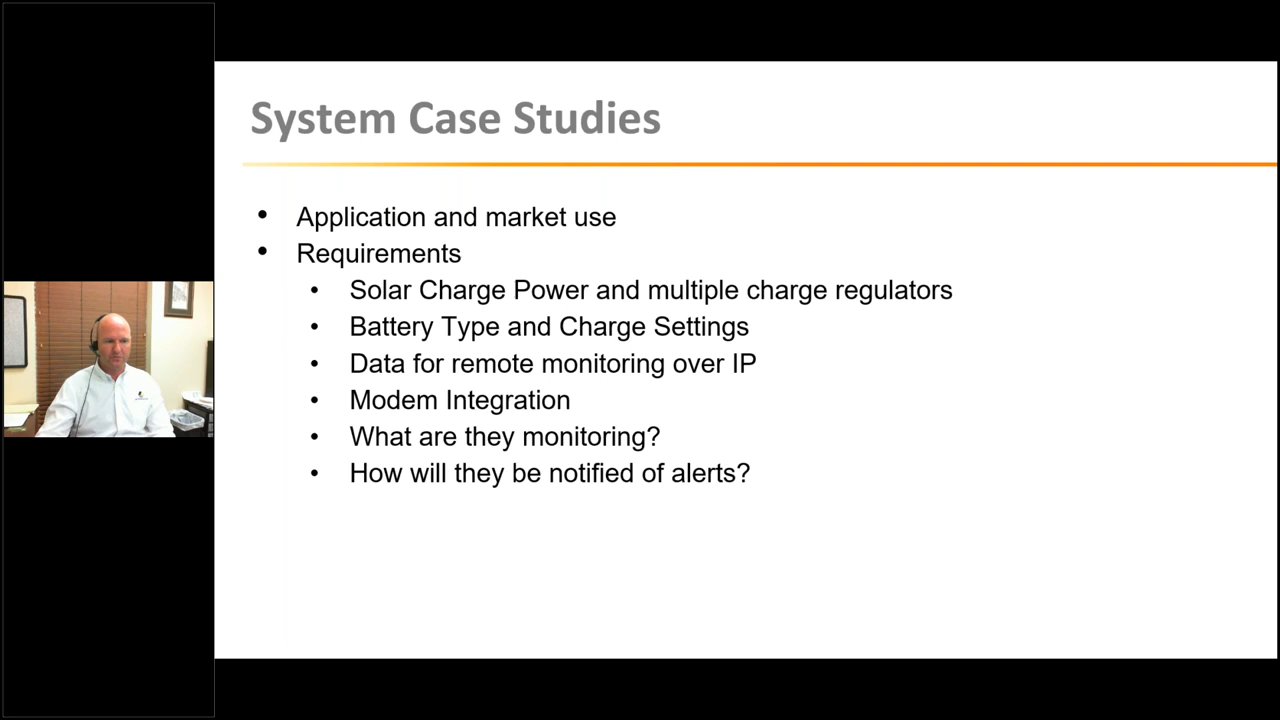 System Case Studies
• Application and market use
• Requirements
• Solar Charge Power and multiple charge regulators
• Battery Type and Charge Settings
• Data for remote monitoring over IP
• Modem Integration
• What are they monitoring?
• How will they be notified of alerts?